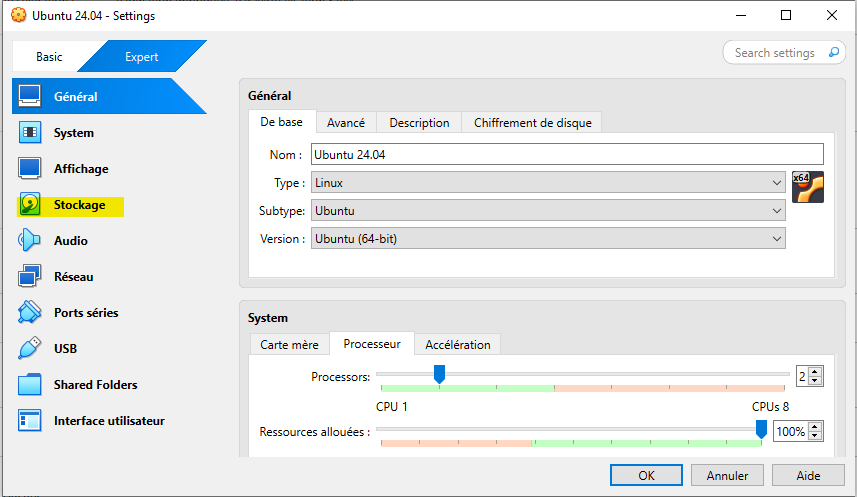 Ubuntu 24.04 - Settings
Basic
Expert
Search settings
Général
System
Affichage
Stockage
Audio
Réseau
Ports séries
USB
Shared Folders
Interface utilisateur
Général
De base
Avancé
Description
Chiffrement de disque
Nom :
Ubuntu 24.04
Type :
Linux
x64
Subtype:
Ubuntu
Version :
Ubuntu (64-bit)
System
Carte mère
Processeur
Accélération
Processors:
2
CPU 1
CPUs 8
Ressources allouées :
100%
OK
Annuler
Aide